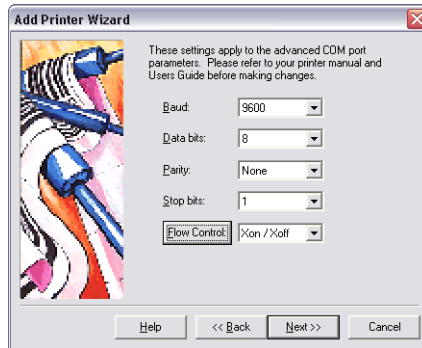 Add Printer Wizard
These settings apply to the advanced COM port
parameters. Please refer to your printer manual and
Users Guide before making changes.
Baud: 9600
Data bits: 8
Parity: None
Stop bits: 1
Flow Control: Xon / Xoff
Help << Back Next >> Cancel